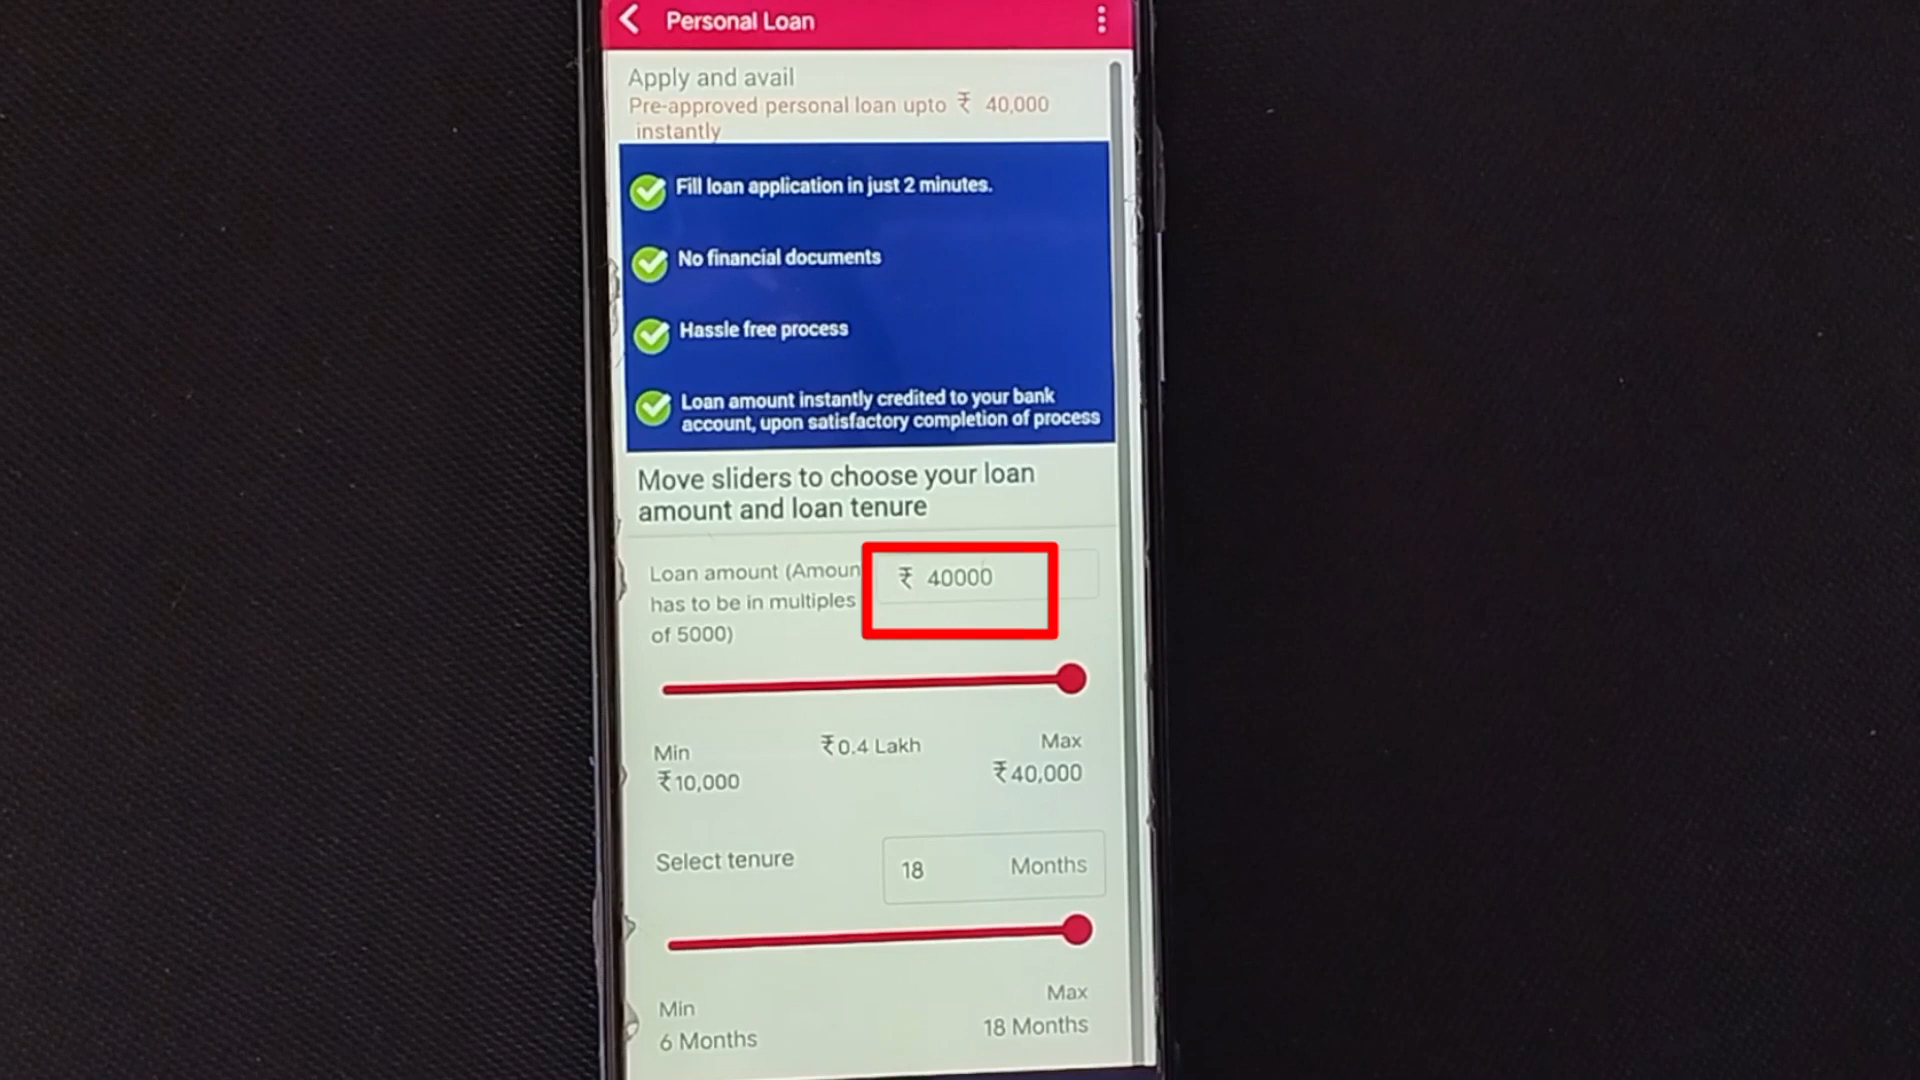 Personal Loan
Apply and avail
Pre-approved personal loan upto ₹ 40,000
instantly
Fill loan application in just 2 minutes.
No financial documents
Hassle free process
Loan amount instantly credited to your bank
account, upon satisfactory completion of process
Move sliders to choose your loan
amount and loan tenure
Loan amount (Amoun
has to be in multiples
of 5000)
₹ 40000
Min
₹10,000
₹0.4 Lakh
Max
₹40,000
Select tenure
18 Months
Min
6 Months
Max
18 Months